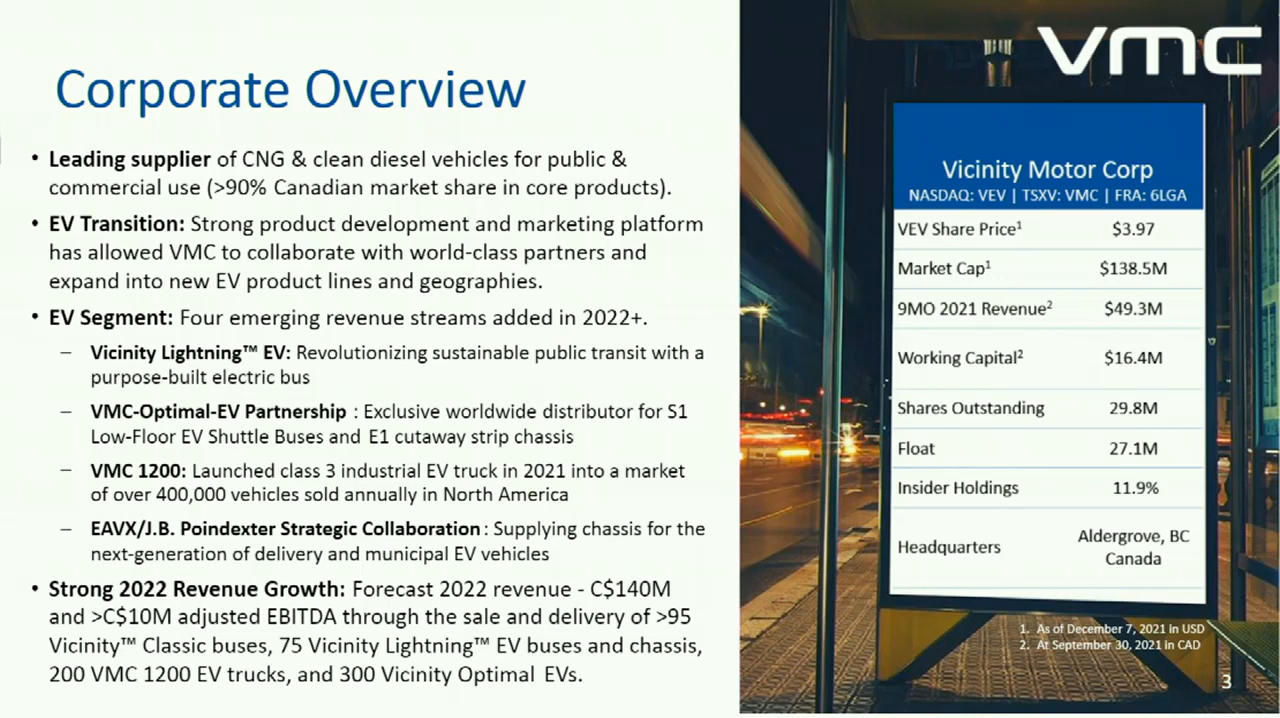 Corporate Overview
• Leading supplier of CNG & clean diesel vehicles for public &
commercial use (>90% Canadian market share in core products).
• EV Transition: Strong product development and marketing platform
has allowed VMC to collaborate with world-class partners and
expand into new EV product lines and geographies.
• EV Segment: Four emerging revenue streams added in 2022+.
– Vicinity Lightning™ EV: Revolutionizing sustainable public transit with a
purpose-built electric bus
– VMC-Optimal-EV Partnership : Exclusive worldwide distributor for S1
Low-Floor EV Shuttle Buses and E1 cutaway strip chassis
– VMC 1200: Launched class 3 industrial EV truck in 2021 into a market
of over 400,000 vehicles sold annually in North America
– EAVX/J.B. Poindexter Strategic Collaboration : Supplying chassis for the
next-generation of delivery and municipal EV vehicles
• Strong 2022 Revenue Growth: Forecast 2022 revenue - C$140M
and >C$10M adjusted EBITDA through the sale and delivery of >95
Vicinity™ Classic buses, 75 Vicinity Lightning™ EV buses and chassis,
200 VMC 1200 EV trucks, and 300 Vicinity Optimal EVs.
VMC
Vicinity Motor Corp
NASDAQ: VEV | TSXV: VMC | FRA: 6LGA
VEV Share Price¹ $3.97
Market Cap¹ $138.5M
9MO 2021 Revenue² $49.3M
Working Capital² $16.4M
Shares Outstanding 29.8M
Float 27.1M
Insider Holdings 11.9%
Headquarters Aldergrove, BC
Canada
1. As of December 7, 2021 in USD
2. At September 30, 2021 in CAD
3